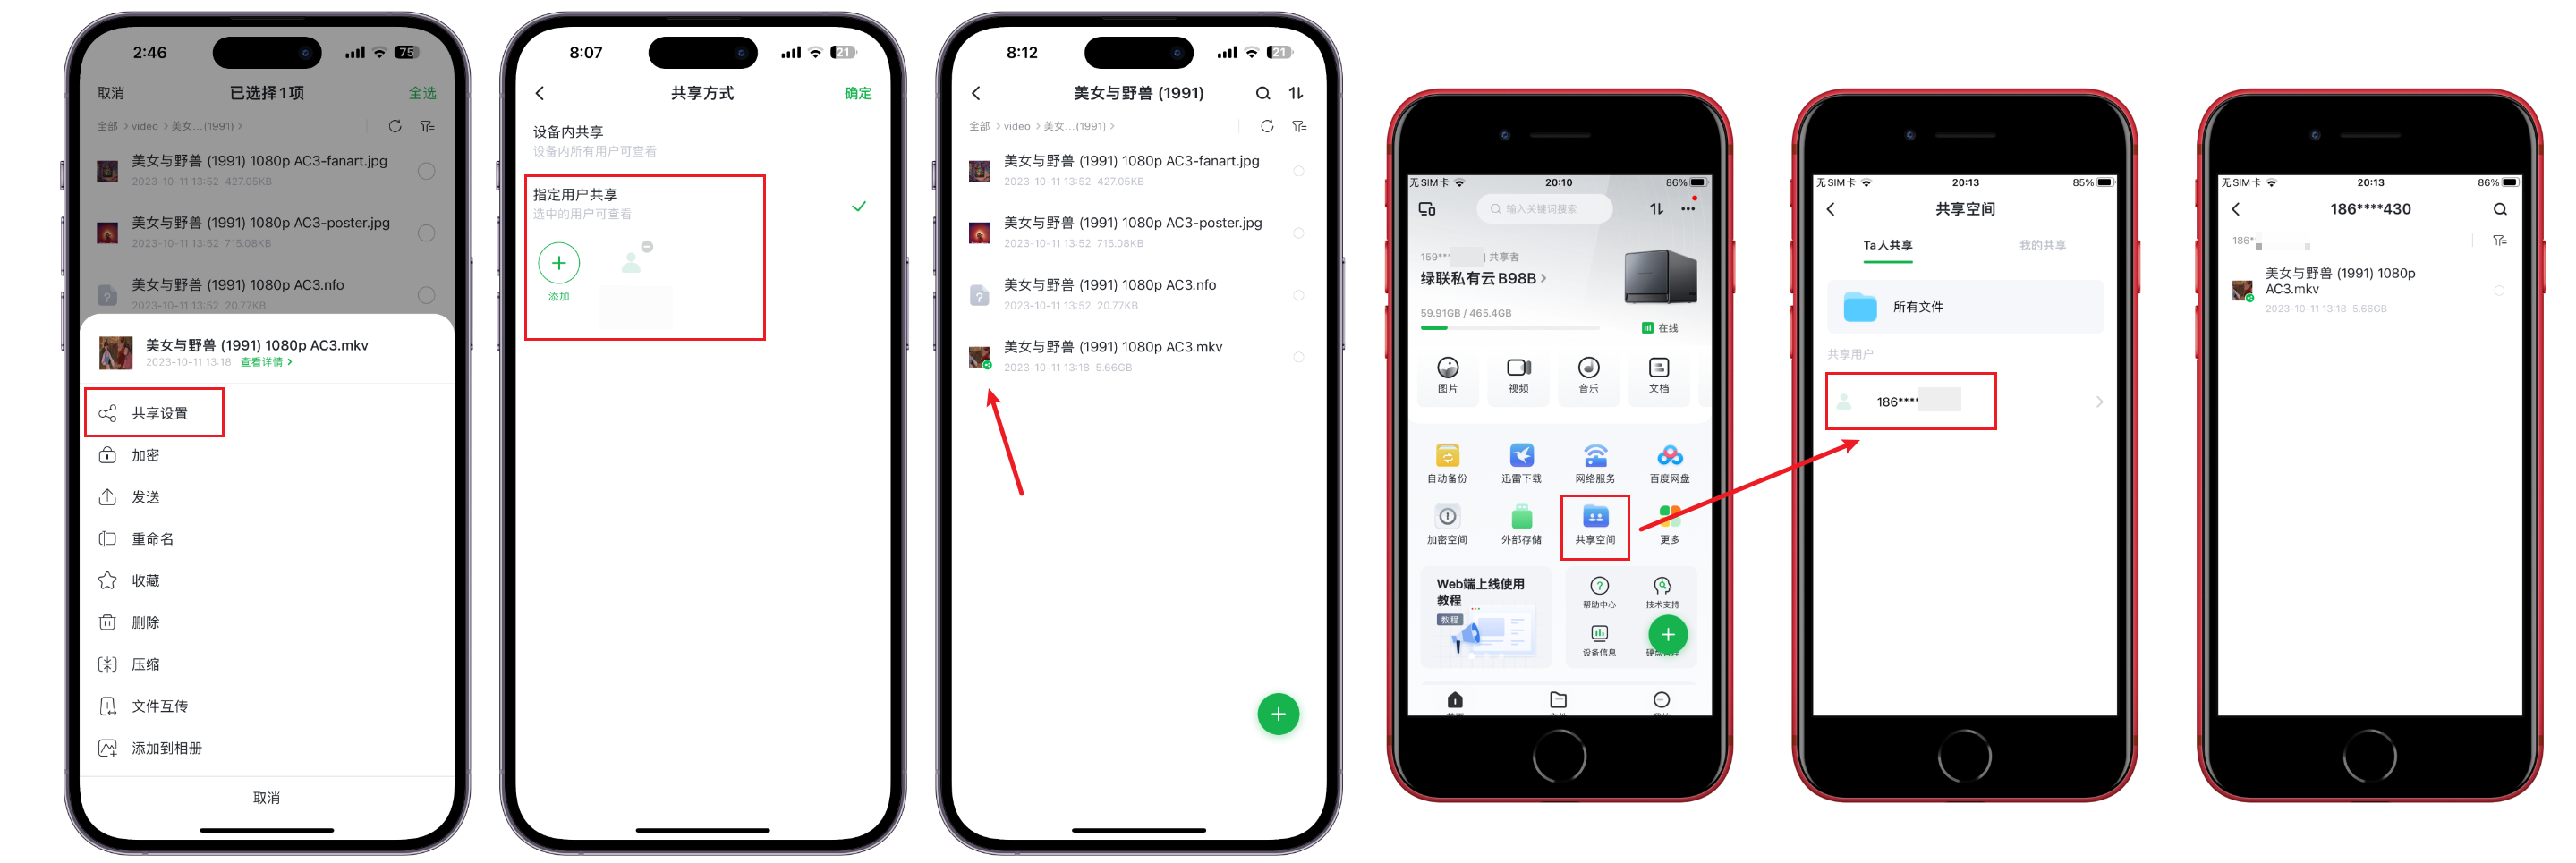 2:46
75
取消
已选择1项
全选
全部 > video > 美女...(1991) >
美女与野兽 (1991) 1080p AC3-fanart.jpg
2023-10-11 13:52 427.05KB
美女与野兽 (1991) 1080p AC3-poster.jpg
2023-10-11 13:52 715.08KB
美女与野兽 (1991) 1080p AC3.nfo
2023-10-11 13:52 20.77KB
美女与野兽 (1991) 1080p AC3.mkv
2023-10-11 13:18 查看详情 >
共享设置
加密
发送
重命名
收藏
删除
压缩
文件互传
添加到相册
取消
8:07
21
共享方式
确定
设备内共享
设备内所有用户可查看
指定用户共享
选中的用户可查看
添加
8:12
21
美女与野兽 (1991)
全部 > video > 美女...(1991) >
美女与野兽 (1991) 1080p AC3-fanart.jpg
2023-10-11 13:52 427.05KB
美女与野兽 (1991) 1080p AC3-poster.jpg
2023-10-11 13:52 715.08KB
美女与野兽 (1991) 1080p AC3.nfo
2023-10-11 13:52 20.77KB
美女与野兽 (1991) 1080p AC3.mkv
2023-10-11 13:18 5.66GB
无SIM卡
20:10
86%
输入关键词搜索
159*** | 共享者
绿联私有云 B98B >
59.91GB / 465.4GB
在线
图片 视频 音乐 文档
自动备份 迅雷下载 网络服务 百度网盘
加密空间 外部存储 共享空间 更多
Web端上线使用
教程
教程
帮助中心 技术支持
设备信息
无SIM卡
20:13
85%
共享空间
Ta人共享
我的共享
所有文件
共享用户
186****
无SIM卡
20:13
86%
186****430
186*
美女与野兽 (1991) 1080p
AC3.mkv
2023-10-11 13:18 5.66GB